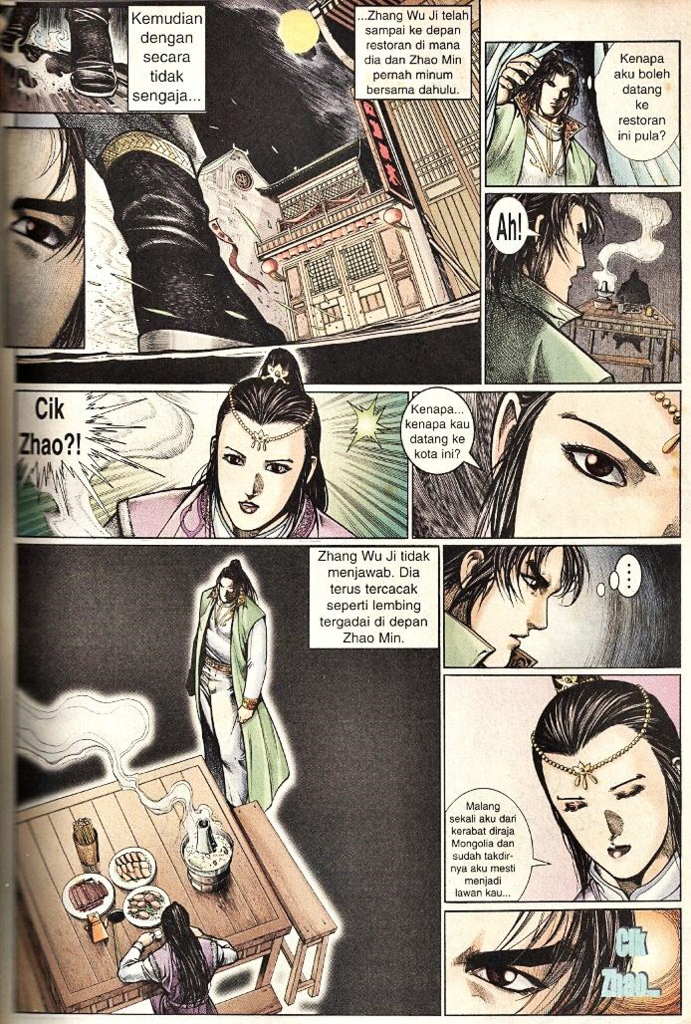 Kemudian
dengan
secara
tidak
sengaja...
...Zhang Wu Ji telah
sampai ke depan
restoran di mana
dia dan Zhao Min
pernah minum
bersama dahulu.
Kenapa
aku boleh
datang
ke
restoran
ini pula?
Ah!
Cik
Zhao?!
Kenapa...
kenapa kau
datang ke
kota ini?
Zhang Wu Ji tidak
menjawab. Dia
terus tercacak
seperti lembing
tergadai di depan
Zhao Min.
....
Malang
sekali aku dari
kerabat diraja
Mongolia dan
sudah takdir-
nya aku mesti
menjadi
lawan kau...
Cik
Zhao...